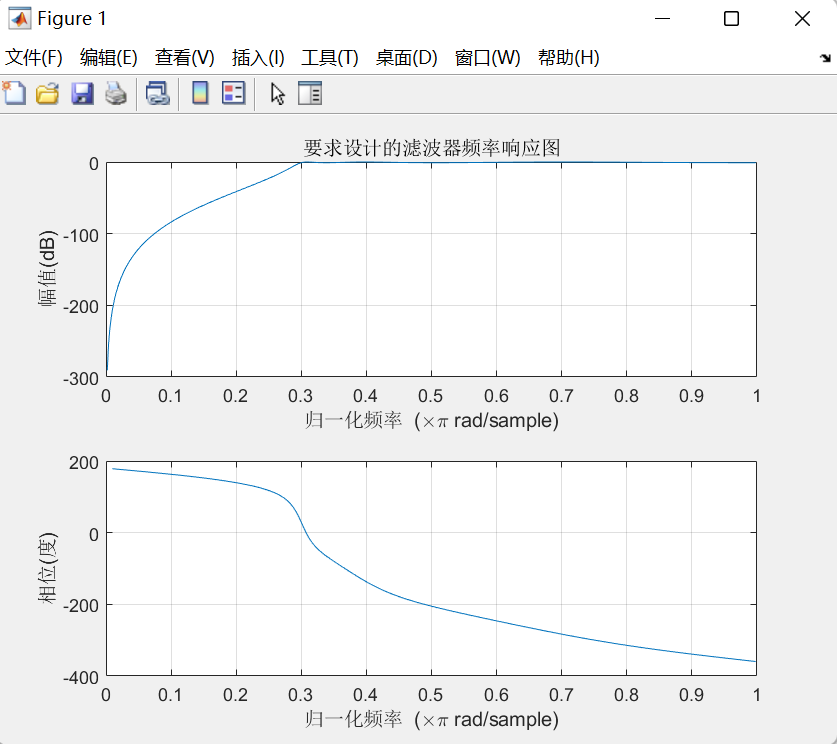 Figure 1
文件(F) 编辑(E) 查看(V) 插入(I) 工具(T) 桌面(D) 窗口(W) 帮助(H)
要求设计的滤波器频率响应图
0
-100
-200
-300
幅值(dB)
0 0.1 0.2 0.3 0.4 0.5 0.6 0.7 0.8 0.9 1
归一化频率 (×π rad/sample)
200
0
-200
-400
相位(度)
0 0.1 0.2 0.3 0.4 0.5 0.6 0.7 0.8 0.9 1
归一化频率 (×π rad/sample)